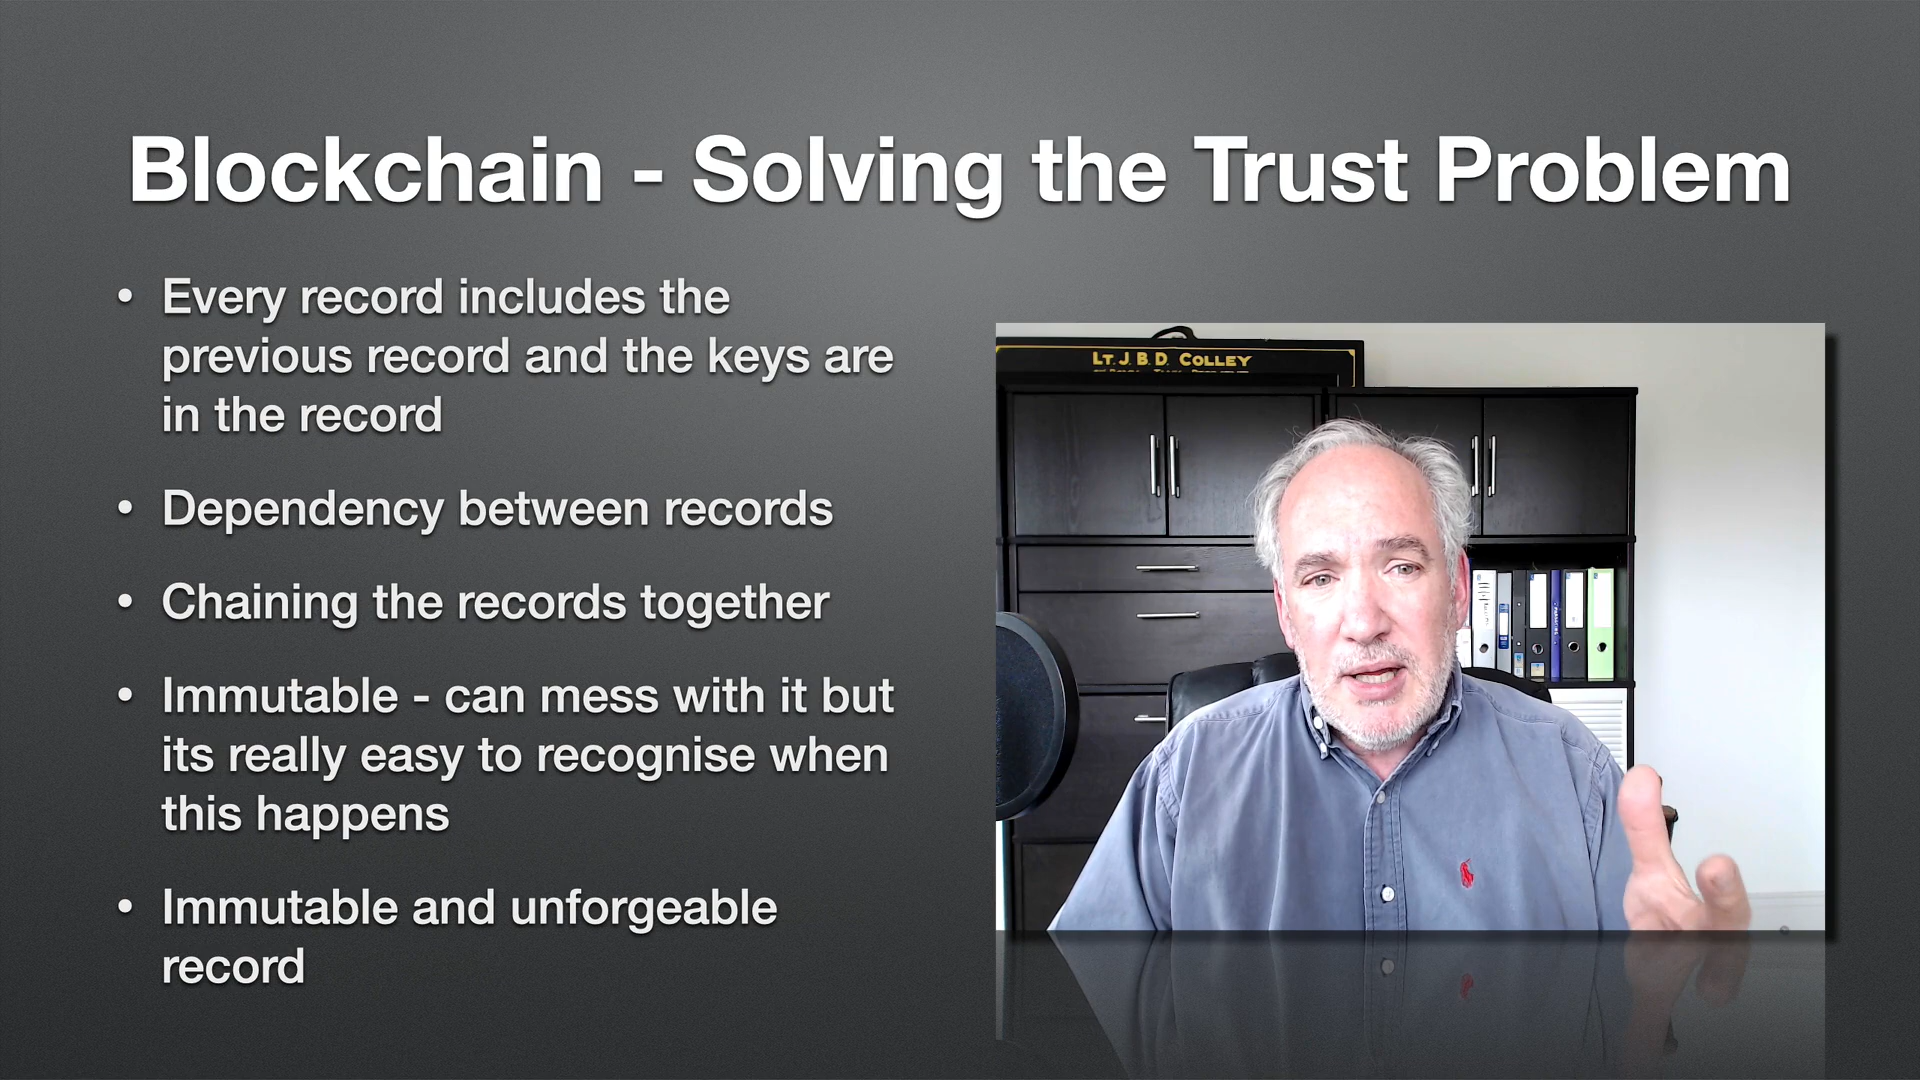 Blockchain - Solving the Trust Problem
• Every record includes the
previous record and the keys are
in the record
• Dependency between records
• Chaining the records together
• Immutable - can mess with it but
its really easy to recognise when
this happens
• Immutable and unforgeable
record
LT. J. B. D. COLLEY